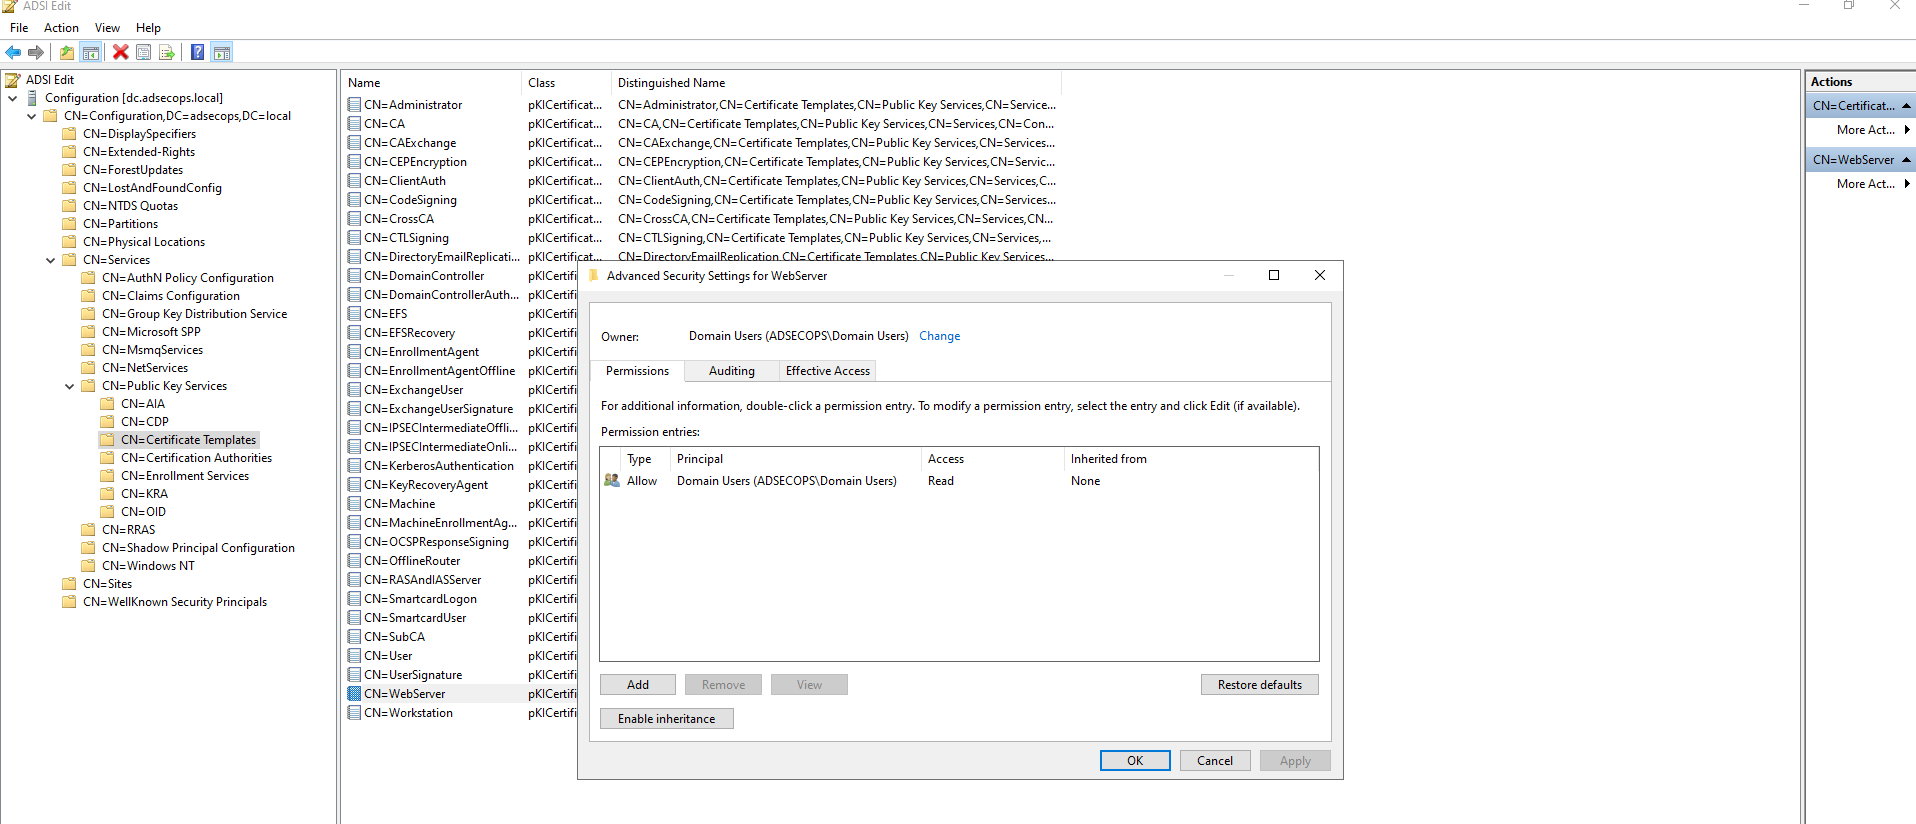 ADSI Edit
File Action View Help
ADSI Edit
Configuration [dc.adsecops.local]
CN=Configuration,DC=adsecops,DC=local
CN=DisplaySpecifiers
CN=Extended-Rights
CN=ForestUpdates
CN=LostAndFoundConfig
CN=NTDS Quotas
CN=Partitions
CN=Physical Locations
CN=Services
CN=AuthN Policy Configuration
CN=Claims Configuration
CN=Group Key Distribution Service
CN=Microsoft SPP
CN=MsmqServices
CN=NetServices
CN=Public Key Services
CN=AIA
CN=CDP
CN=Certificate Templates
CN=Certification Authorities
CN=Enrollment Services
CN=KRA
CN=OID
CN=RRAS
CN=Shadow Principal Configuration
CN=Windows NT
CN=Sites
CN=WellKnown Security Principals
Name Class Distinguished Name
CN=Administrator pKICertificat... CN=Administrator,CN=Certificate Templates,CN=Public Key Services,CN=Service...
CN=CA pKICertificat... CN=CA,CN=Certificate Templates,CN=Public Key Services,CN=Services,CN=Con...
CN=CAExchange pKICertificat... CN=CAExchange,CN=Certificate Templates,CN=Public Key Services,CN=Services...
CN=CEPEncryption pKICertificat... CN=CEPEncryption,CN=Certificate Templates,CN=Public Key Services,CN=Servic...
CN=ClientAuth pKICertificat... CN=ClientAuth,CN=Certificate Templates,CN=Public Key Services,CN=Services,C...
CN=CodeSigning pKICertificat... CN=CodeSigning,CN=Certificate Templates,CN=Public Key Services,CN=Services...
CN=CrossCA pKICertificat... CN=CrossCA,CN=Certificate Templates,CN=Public Key Services,CN=Services,CN...
CN=CTLSigning pKICertificat... CN=CTLSigning,CN=Certificate Templates,CN=Public Key Services,CN=Services,...
CN=DirectoryEmailReplicati... pKICertificat... CN=DirectoryEmailReplication,CN=Certificate Templates,CN=Public Key Services...
CN=DomainController pKICertifi
CN=DomainControllerAuth... pKICertifi
CN=EFS pKICertifi
CN=EFSRecovery pKICertifi
CN=EnrollmentAgent pKICertifi
CN=EnrollmentAgentOffline pKICertifi
CN=ExchangeUser pKICertifi
CN=ExchangeUserSignature pKICertifi
CN=IPSECIntermediateOffli... pKICertifi
CN=IPSECIntermediateOnli... pKICertifi
CN=KerberosAuthentication pKICertifi
CN=KeyRecoveryAgent pKICertifi
CN=Machine pKICertifi
CN=MachineEnrollmentAg... pKICertifi
CN=OCSPResponseSigning pKICertifi
CN=OfflineRouter pKICertifi
CN=RASAndIASServer pKICertifi
CN=SmartcardLogon pKICertifi
CN=SmartcardUser pKICertifi
CN=SubCA pKICertifi
CN=User pKICertifi
CN=UserSignature pKICertifi
CN=WebServer pKICertifi
CN=Workstation pKICertifi
Advanced Security Settings for WebServer
Owner: Domain Users (ADSECOPS\Domain Users) Change
Permissions Auditing Effective Access
For additional information, double-click a permission entry. To modify a permission entry, select the entry and click Edit (if available).
Permission entries:
Type Principal Access Inherited from
Allow Domain Users (ADSECOPS\Domain Users) Read None
Add Remove View Restore defaults
Enable inheritance
OK Cancel Apply
Actions
CN=Certificat...
More Act...
CN=WebServer
More Act...